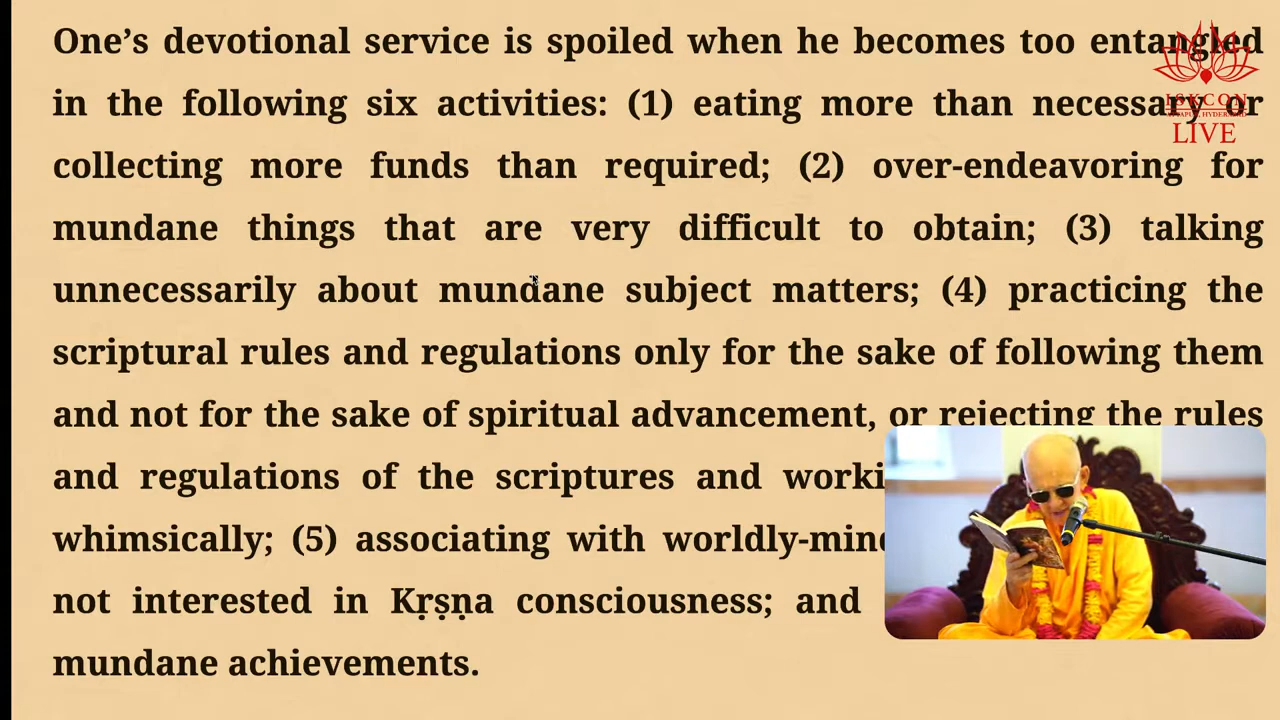 One’s devotional service is spoiled when he becomes too entangled
in the following six activities: (1) eating more than necessary or
collecting more funds than required; (2) over-endeavoring for
mundane things that are very difficult to obtain; (3) talking
unnecessarily about mundane subject matters; (4) practicing the
scriptural rules and regulations only for the sake of following them
and not for the sake of spiritual advancement, or rejecting the rules
and regulations of the scriptures and worki
whimsically; (5) associating with worldly-mind
not interested in Kṛṣṇa consciousness; and
mundane achievements.
ISKCON
LIVE